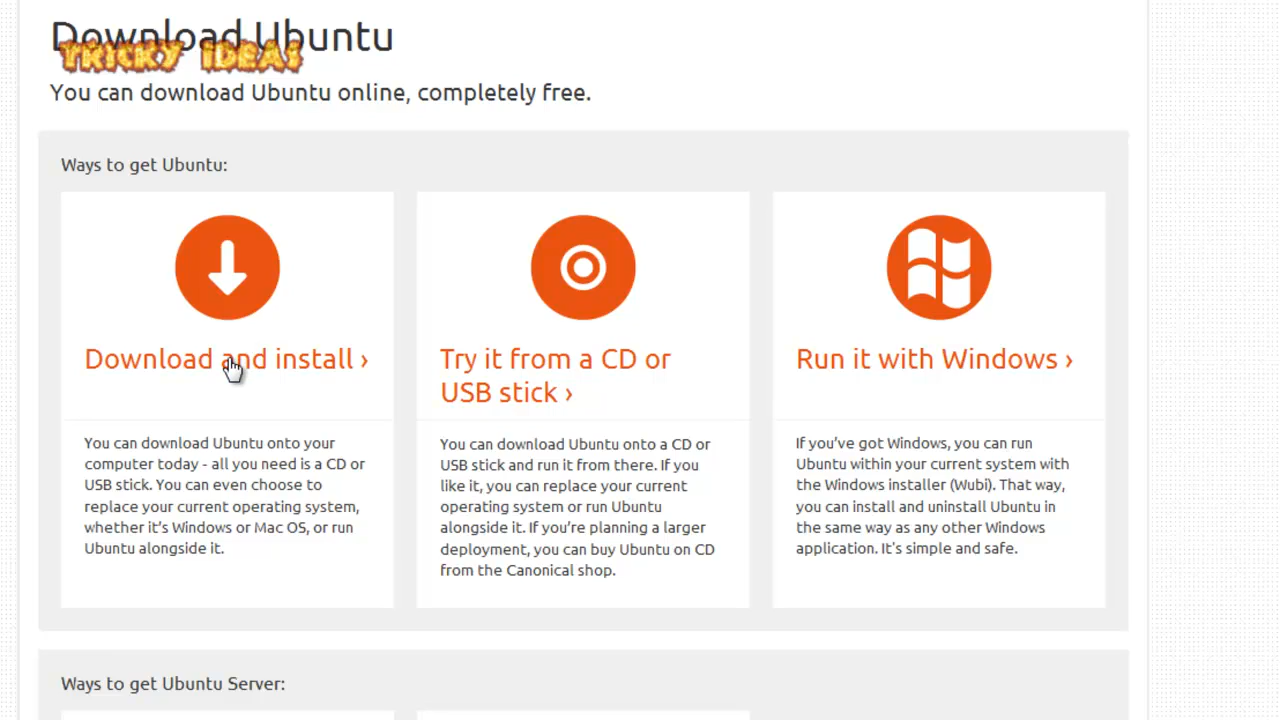 Download Ubuntu
TRICKY IDEAS
You can download Ubuntu online, completely free.
Ways to get Ubuntu:
Download and install ›
You can download Ubuntu onto your
computer today - all you need is a CD or
USB stick. You can even choose to
replace your current operating system,
whether it's Windows or Mac OS, or run
Ubuntu alongside it.
Try it from a CD or
USB stick ›
You can download Ubuntu onto a CD or
USB stick and run it from there. If you
like it, you can replace your current
operating system or run Ubuntu
alongside it. If you're planning a larger
deployment, you can buy Ubuntu on CD
from the Canonical shop.
Run it with Windows ›
If you've got Windows, you can run
Ubuntu within your current system with
the Windows installer (Wubi). That way,
you can install and uninstall Ubuntu in
the same way as any other Windows
application. It's simple and safe.
Ways to get Ubuntu Server: